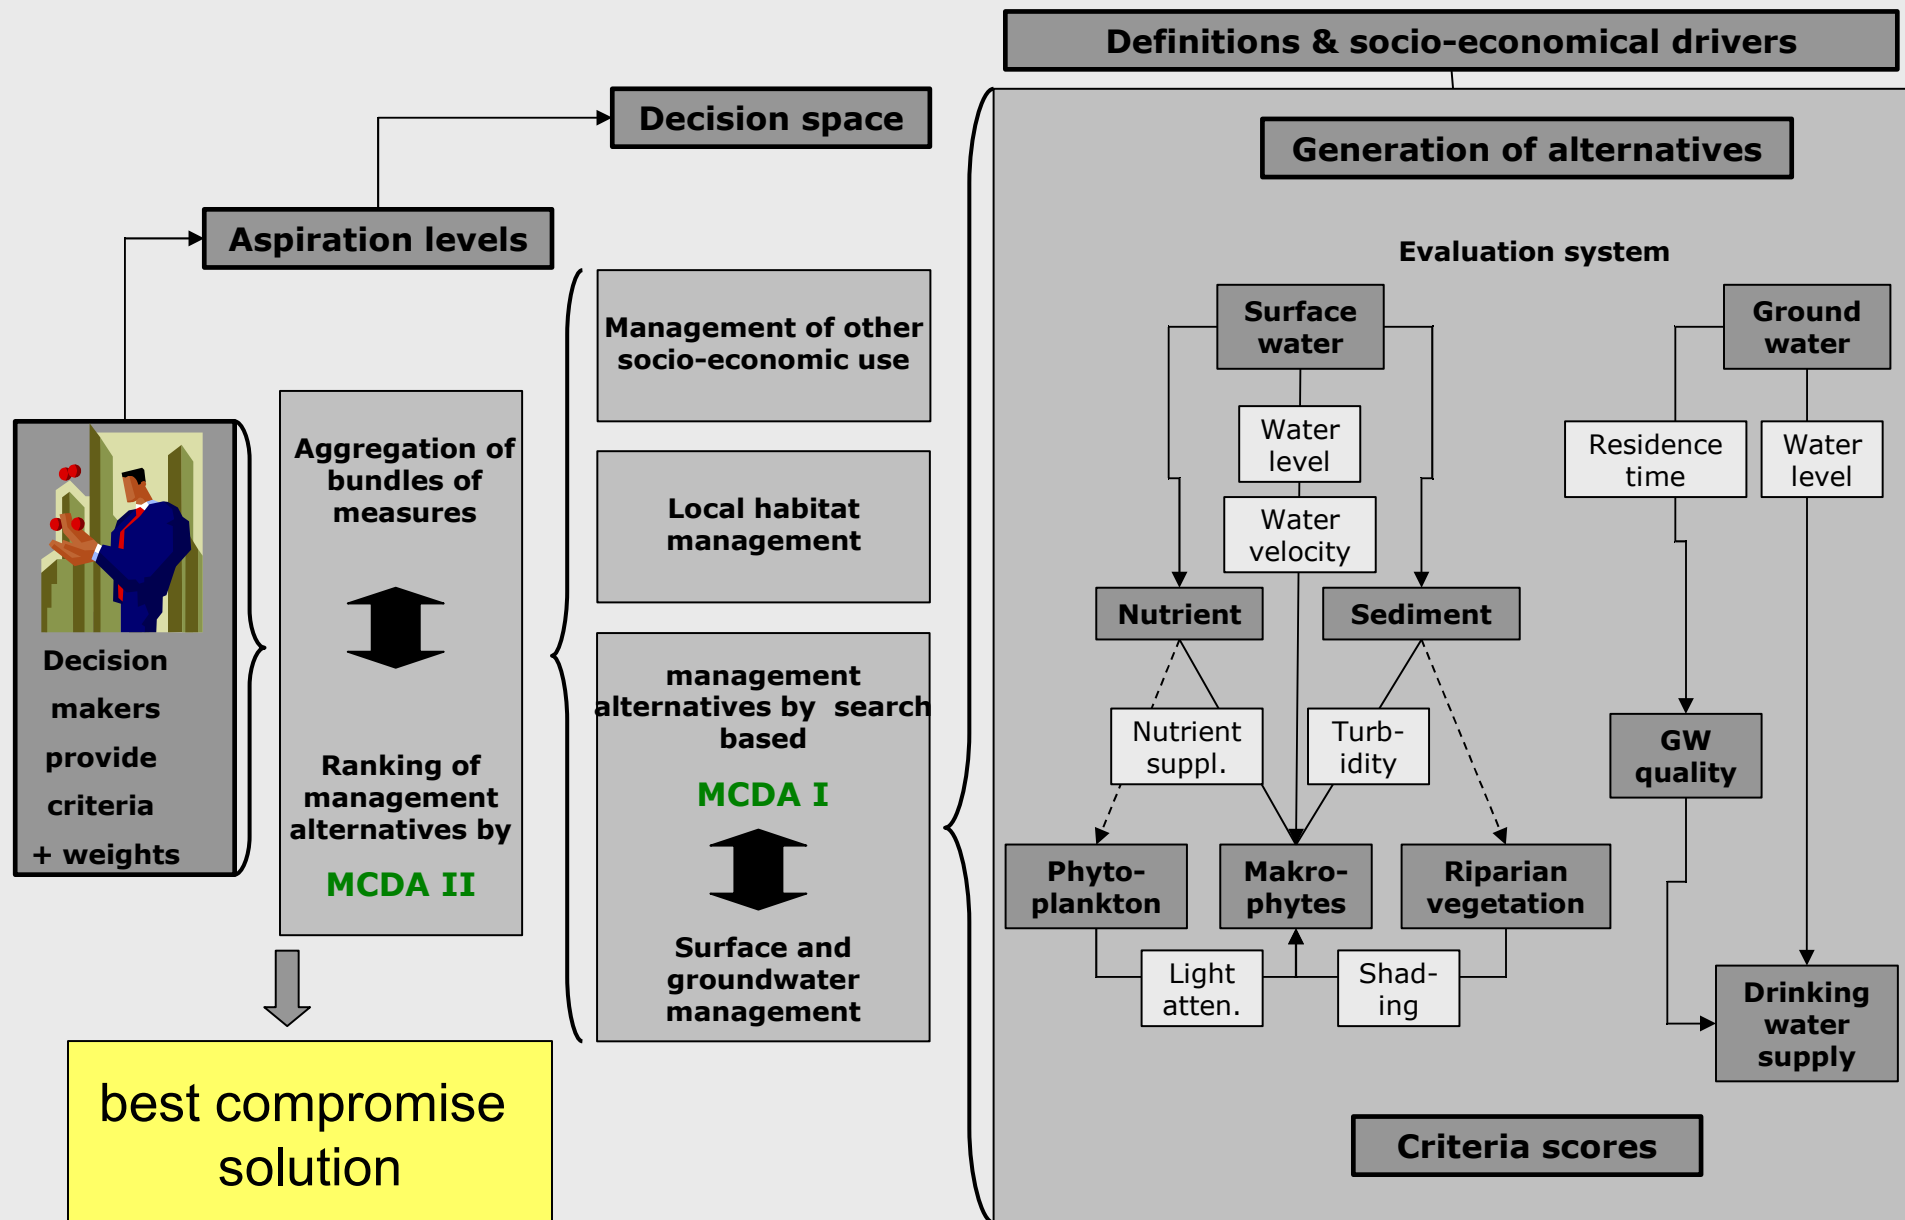 Definitions & socio-economical drivers
Decision space
Generation of alternatives
Aspiration levels
Evaluation system
Management of other
socio-economic use
Local habitat
management
management
alternatives by search
based
MCDA I
Surface and
groundwater
management
Aggregation of
bundles of
measures
Ranking of
management
alternatives by
MCDA II
Decision
makers
provide
criteria
+ weights
best compromise
solution
Surface
water
Ground
water
Water
level
Water
velocity
Residence
time
Water
level
Nutrient
Sediment
Nutrient
suppl.
Turb-
idity
GW
quality
Phyto-
plankton
Makro-
phytes
Riparian
vegetation
Light
atten.
Shad-
ing
Drinking
water
supply
Criteria scores